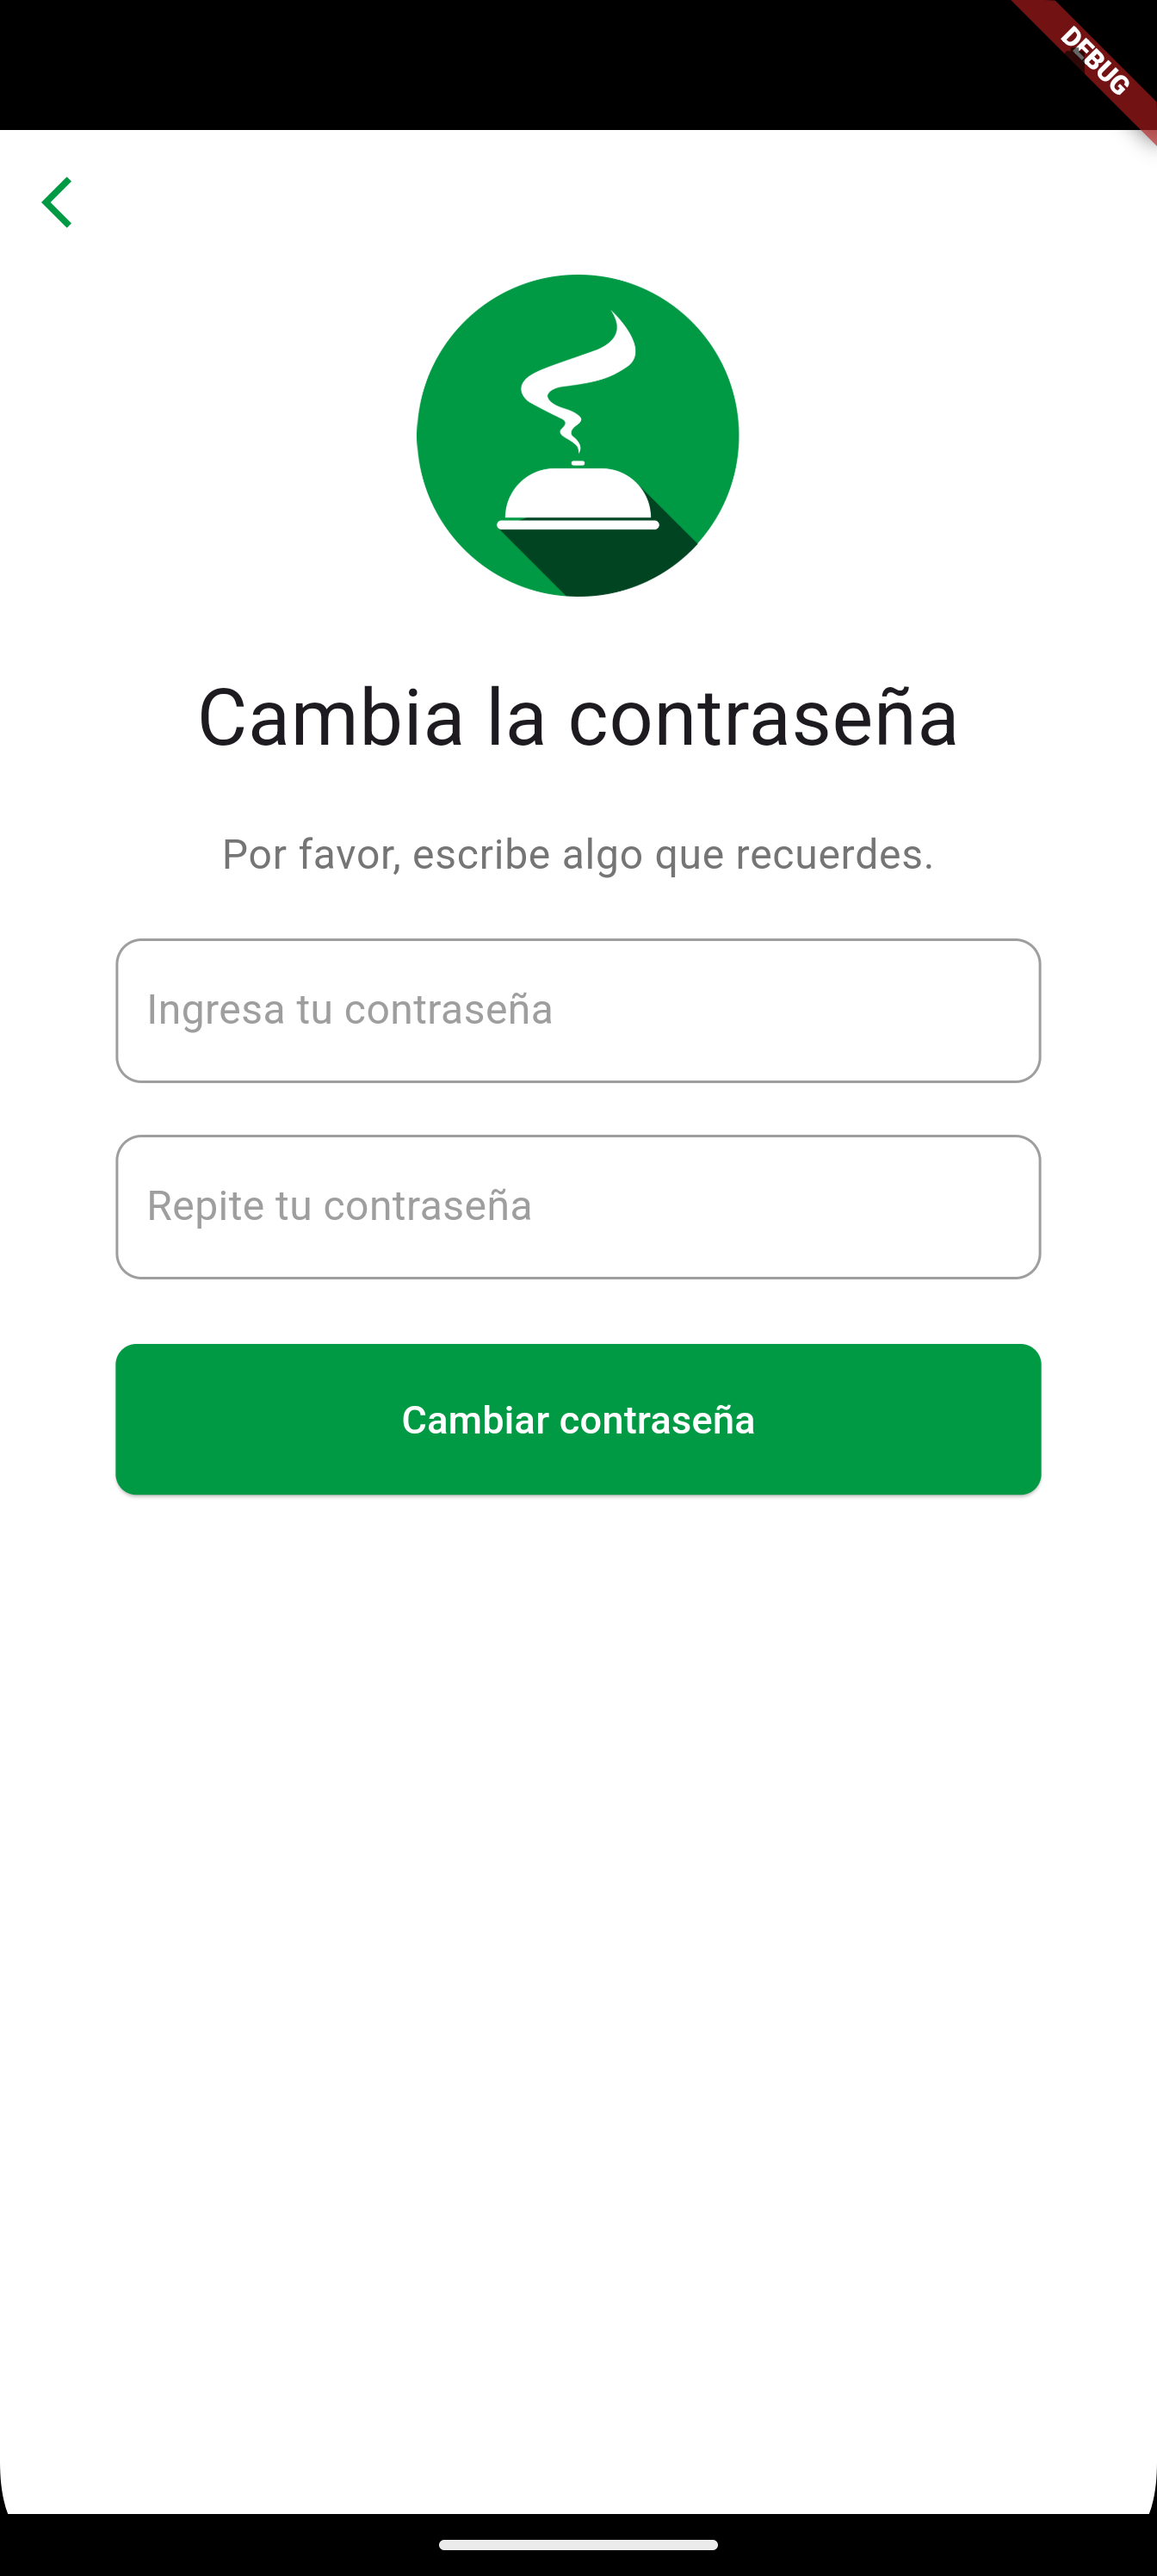 DEBUG
Cambia la contraseña
Por favor, escribe algo que recuerdes.
Ingresa tu contraseña
Repite tu contraseña
Cambiar contraseña